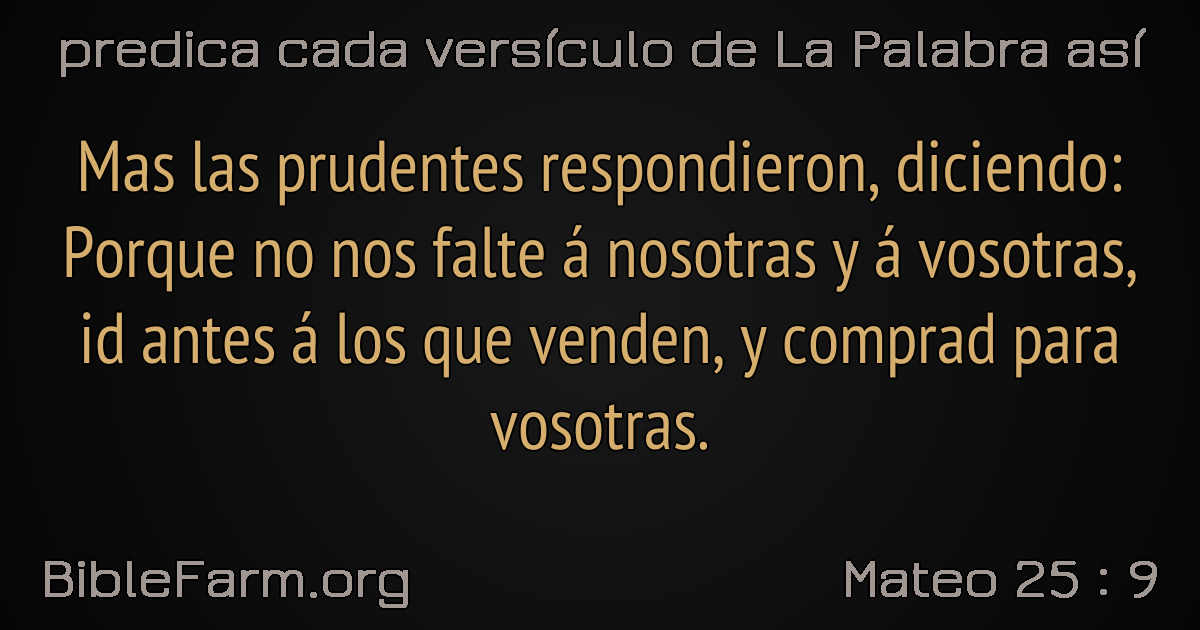 predica cada versículo de La Palabra así
Mas las prudentes respondieron, diciendo:
Porque no nos falte á nosotras y á vosotras,
id antes á los que venden, y comprad para
vosotras.
BibleFarm.org
Mateo 25 : 9